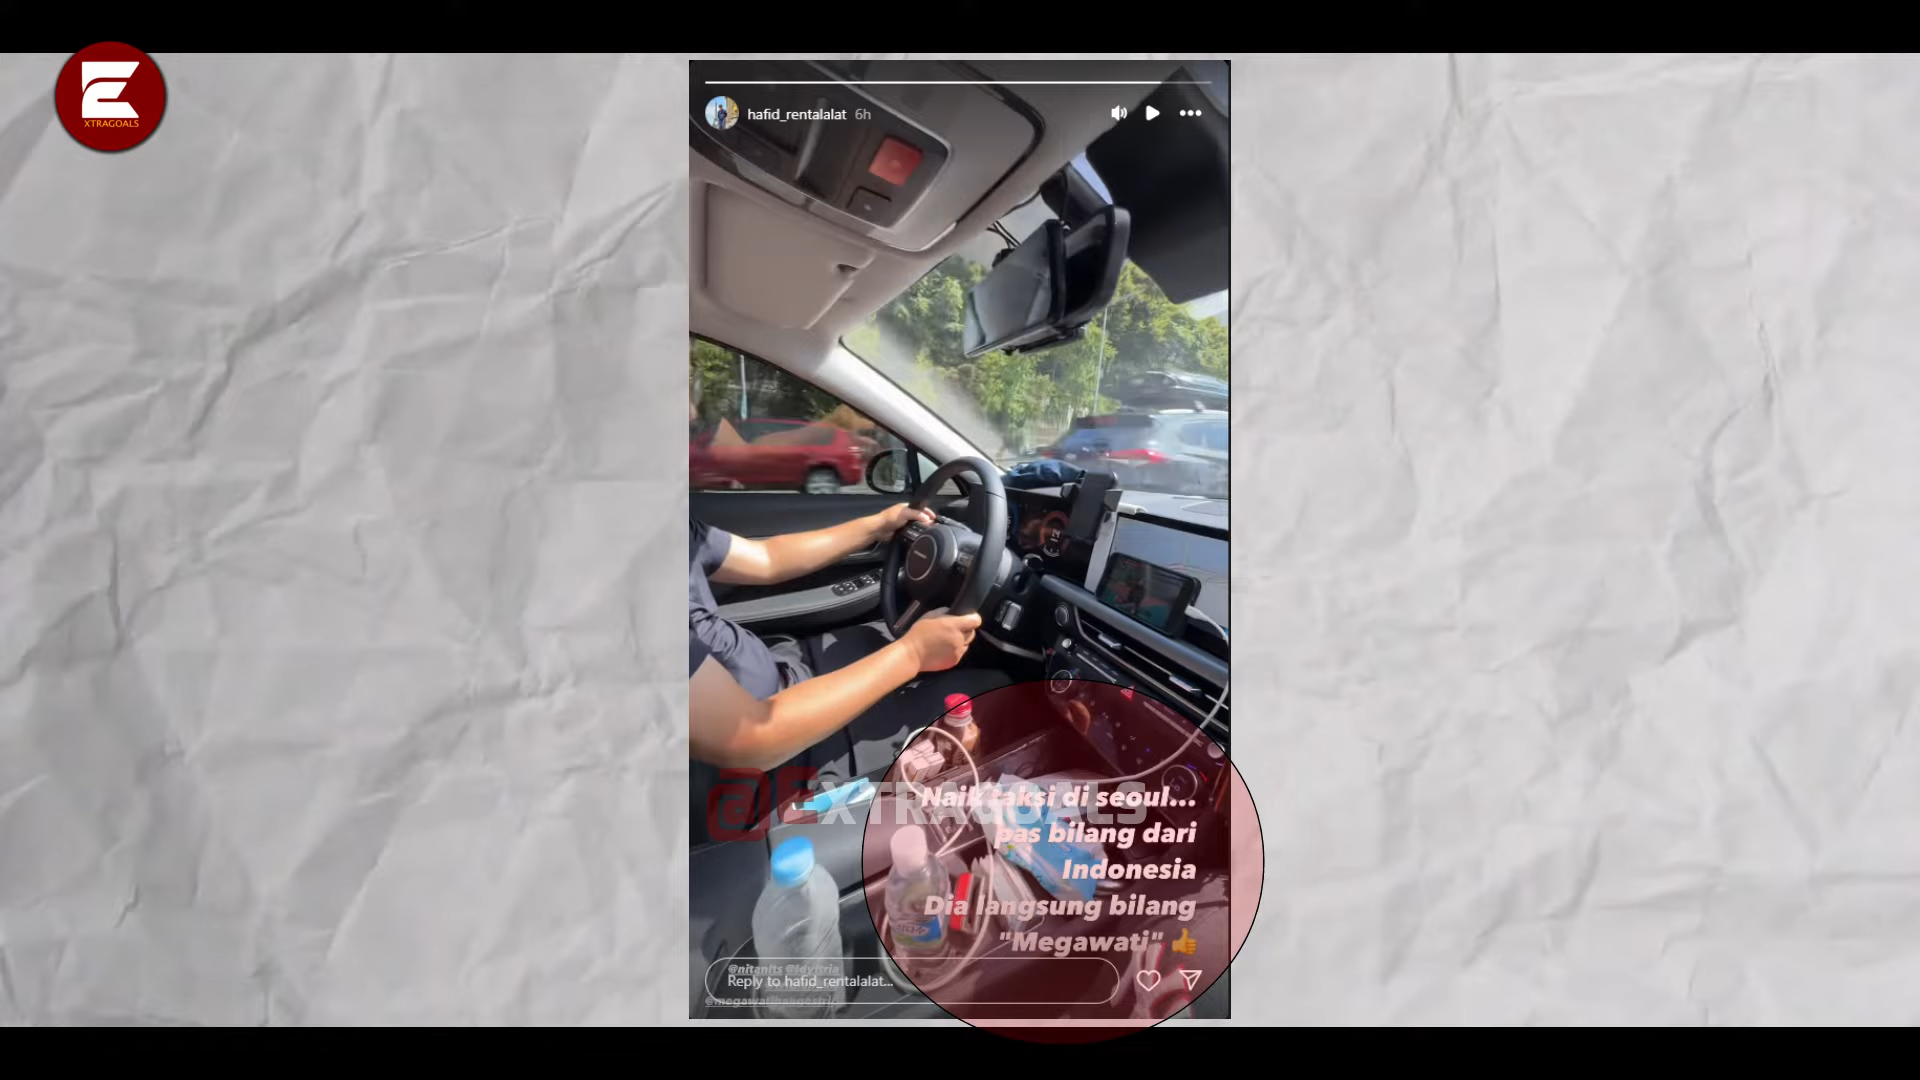 XTRAGOALS
hafid_rentalalat 6h
@EXTRAGOALS
Naik taksi di seoul...
pas bilang dari
Indonesia
Dia langsung bilang
"Megawati" 👍
Reply to hafid_rentalalat...